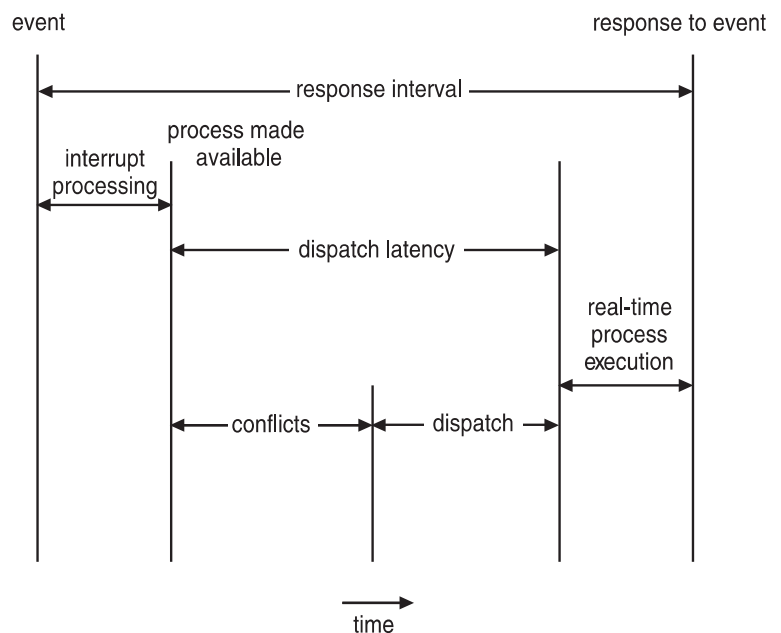 event
response to event
response interval
process made
available
interrupt
processing
dispatch latency
real-time
process
execution
conflicts
dispatch
time